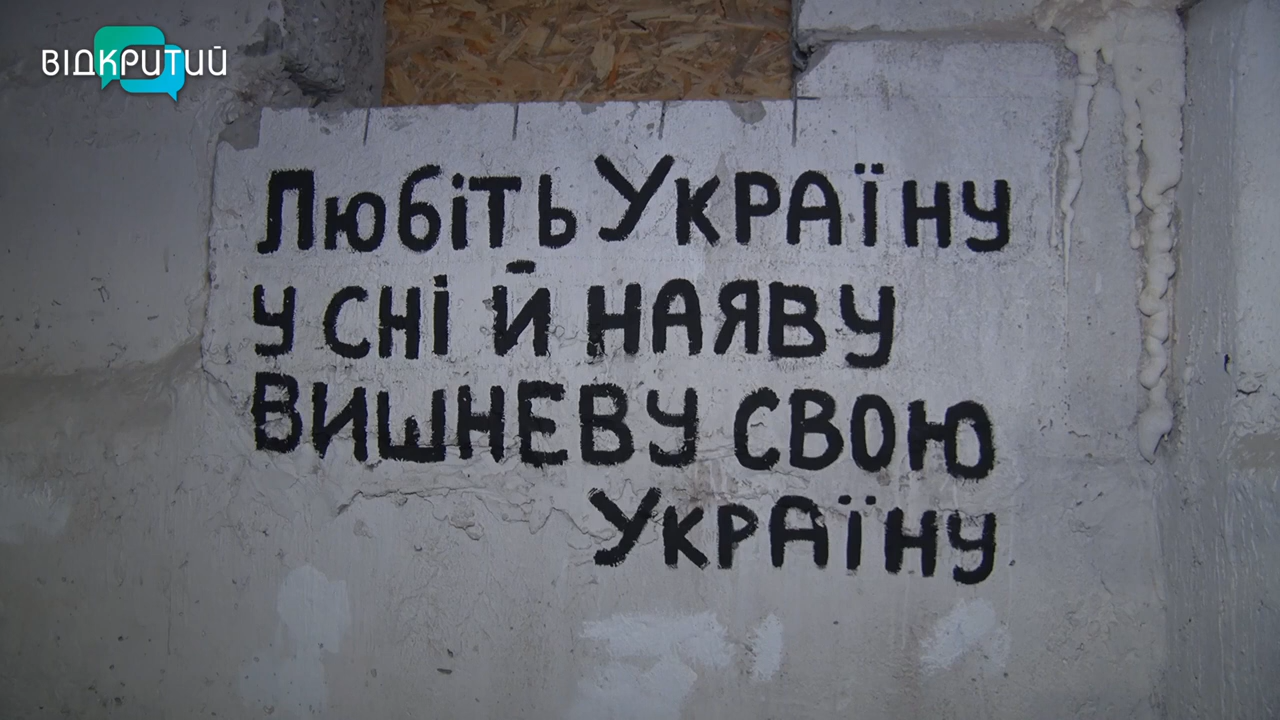 ВІДКРИТИЙ
Любіть Україну
у сні й наяву
вишневу свою
Україну